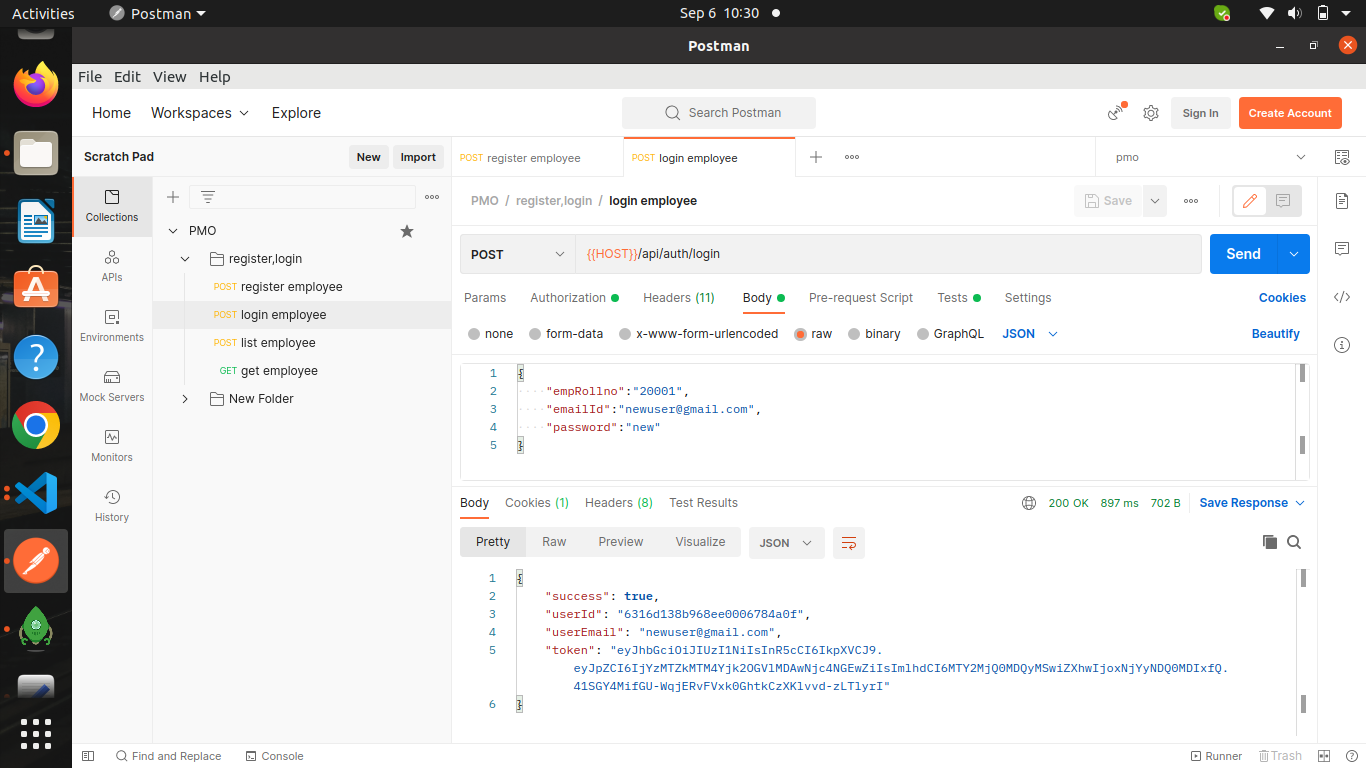 Activities
Postman
Sep 6 10:30
Postman
File Edit View Help
Home Workspaces Explore
Search Postman
Sign In
Create Account
Scratch Pad
New
Import
POST register employee
POST login employee
pmo
Collections
APIs
Environments
Mock Servers
Monitors
History
PMO
register,login
POST register employee
POST login employee
POST list employee
GET get employee
New Folder
PMO / register,login / login employee
Save
POST
{{HOST}}/api/auth/login
Send
Params Authorization Headers (11) Body Pre-request Script Tests Settings
Cookies
none form-data x-www-form-urlencoded raw binary GraphQL JSON
Beautify
1 {
2 "empRollno":"20001",
3 "emailId":"newuser@gmail.com",
4 "password":"new"
5 }
Body Cookies (1) Headers (8) Test Results
200 OK 897 ms 702 B
Save Response
Pretty Raw Preview Visualize
JSON
1 {
2 "success": true,
3 "userId": "6316d138b968ee0006784a0f",
4 "userEmail": "newuser@gmail.com",
5 "token": "eyJhbGciOiJIUzI1NiIsInR5cCI6IkpXVCJ9.
eyJpZCI6IjYzMTZkMTM4Yjk2OGVlMDAwNjc4NGEwZiIsImlhdCI6MTY2MjQ0MDQyMSwiZXhwIjoxNjYyNDQ0MDIxfQ.
41SGY4MifGU-WqjERvFVxk0GhtkCzXKlvvd-zLTlyrI"
6 }
Find and Replace
Console
Runner
Trash